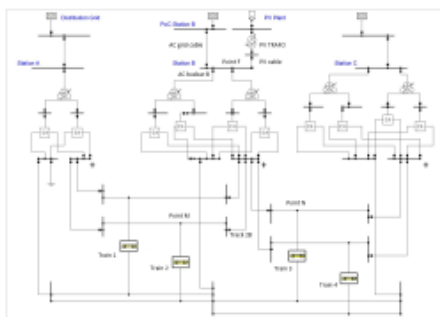 Distribution Grid
PoC Station B
PV Plant
AC grid cable
PV TRAFO
Station A
Station B
Point F
PV cable
Station C
AC busbar B
Point N
Point M
Track 2B
Train 1
Train 2
Train 3
Train 4